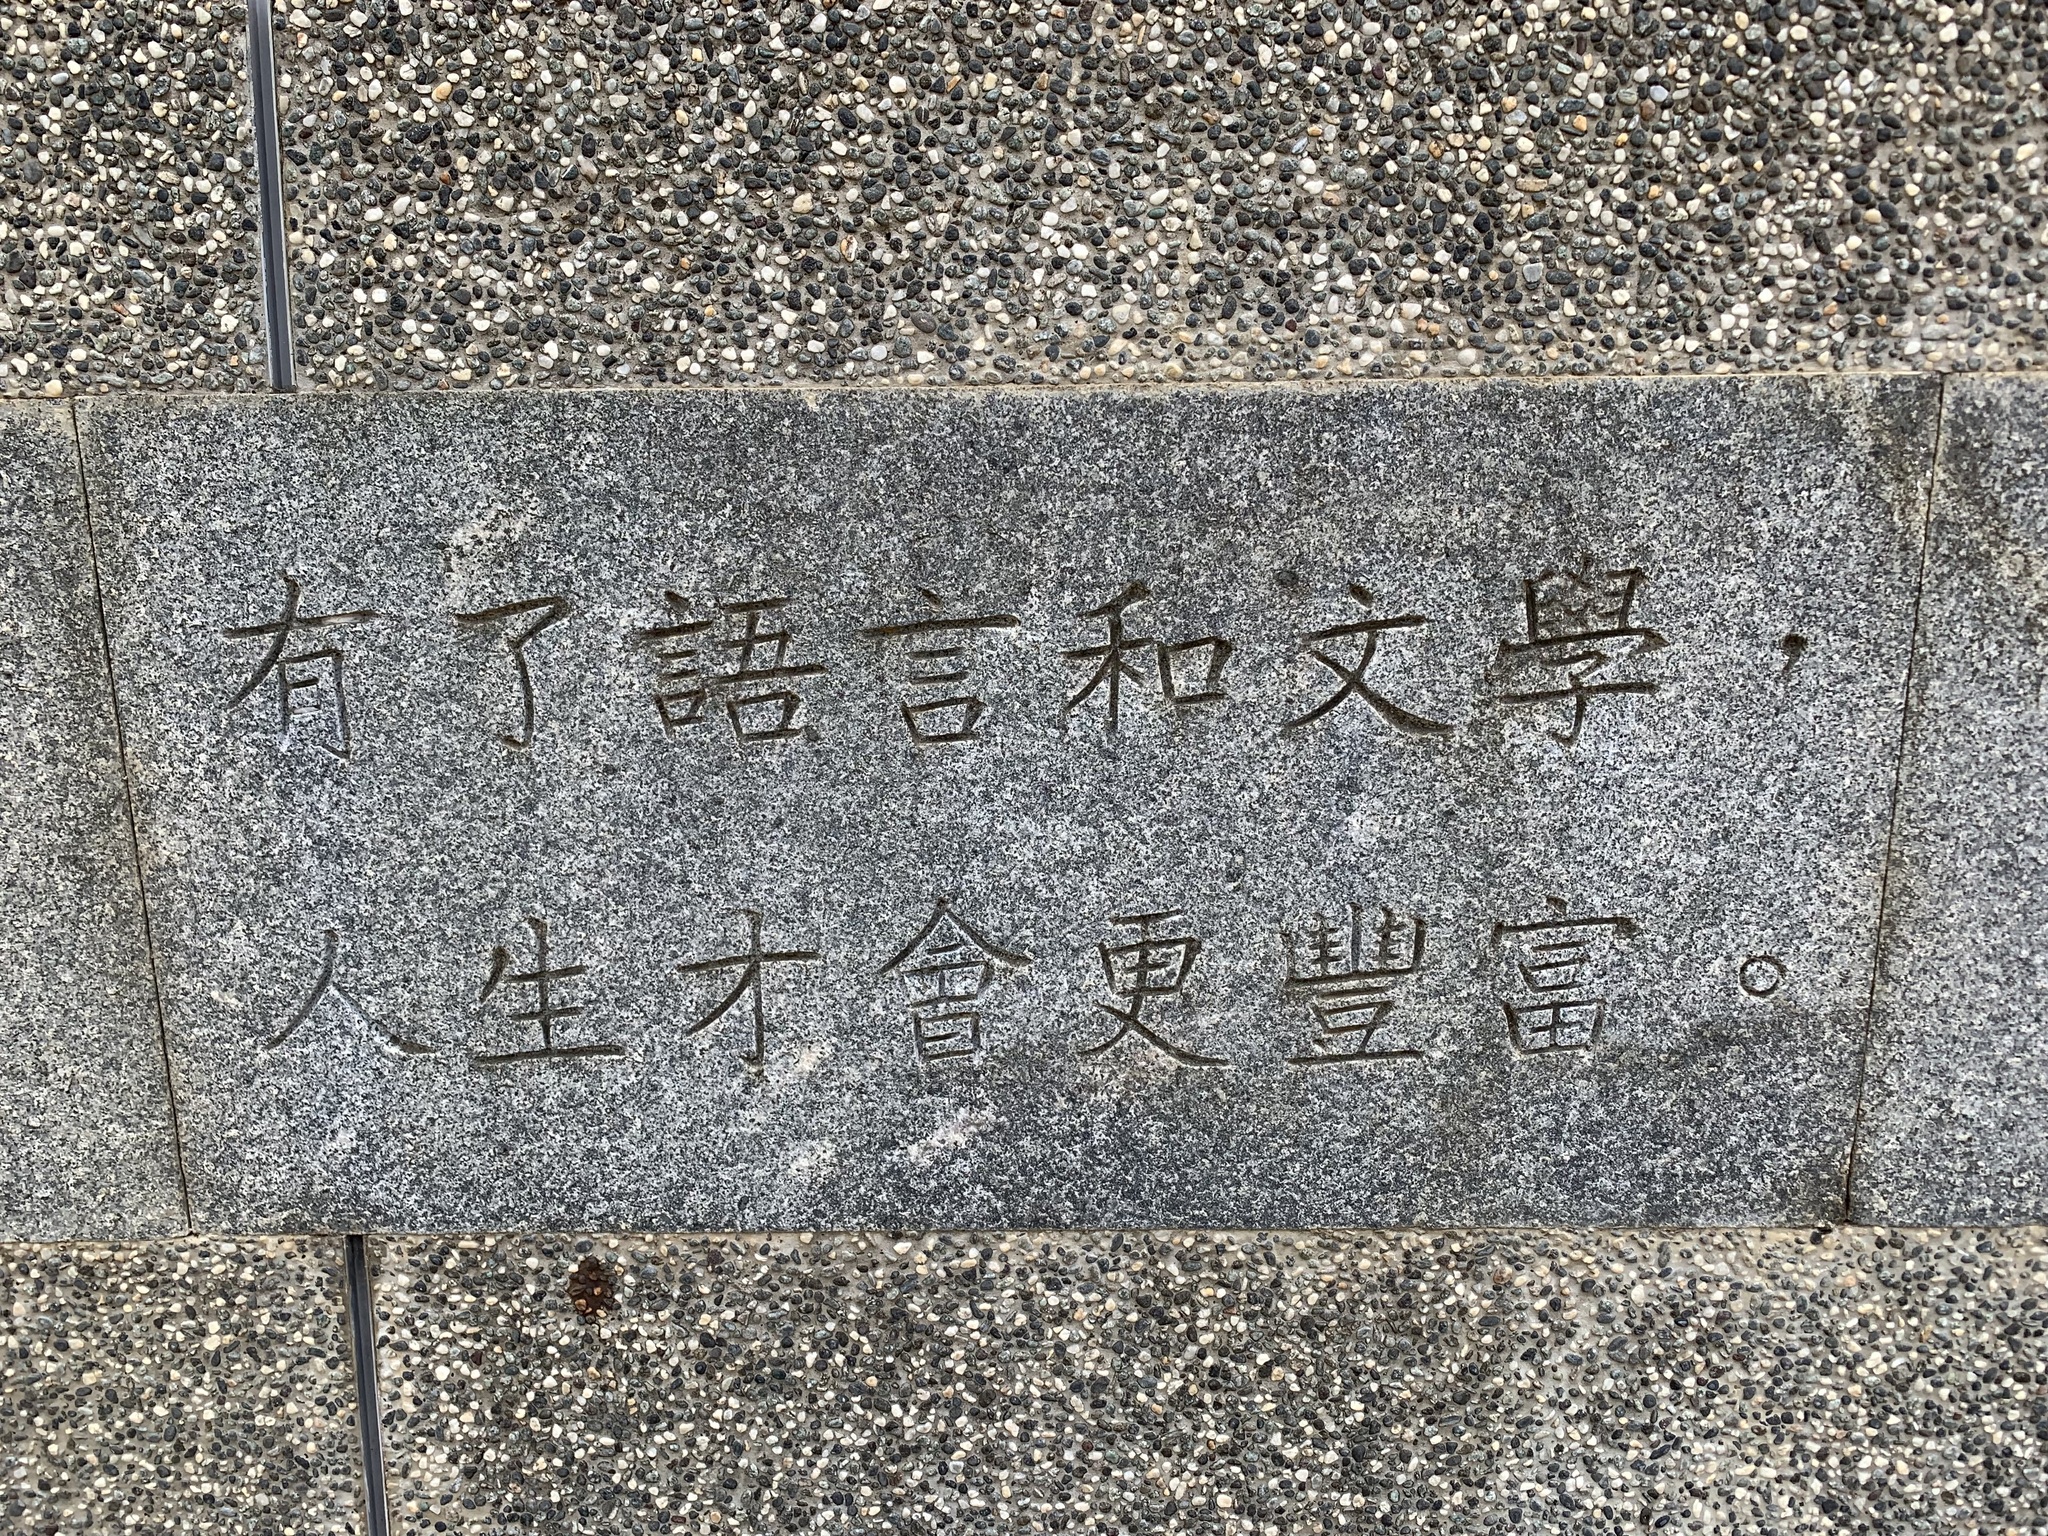 有了語言和文學，
人生才會更豐富。